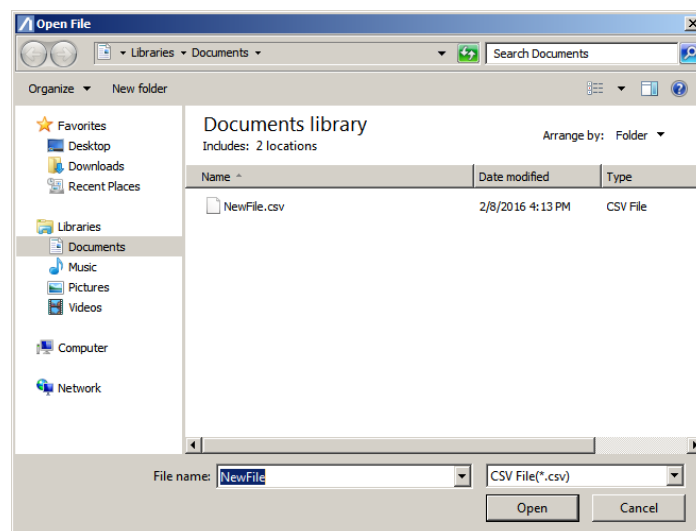 Open File
Libraries Documents
Search Documents
Organize New folder
Favorites
Desktop
Downloads
Recent Places
Libraries
Documents
Music
Pictures
Videos
Computer
Network
Documents library
Includes: 2 locations
Arrange by: Folder
Name Date modified Type
NewFile.csv 2/8/2016 4:13 PM CSV File
File name: NewFile CSV File(*.csv)
Open Cancel